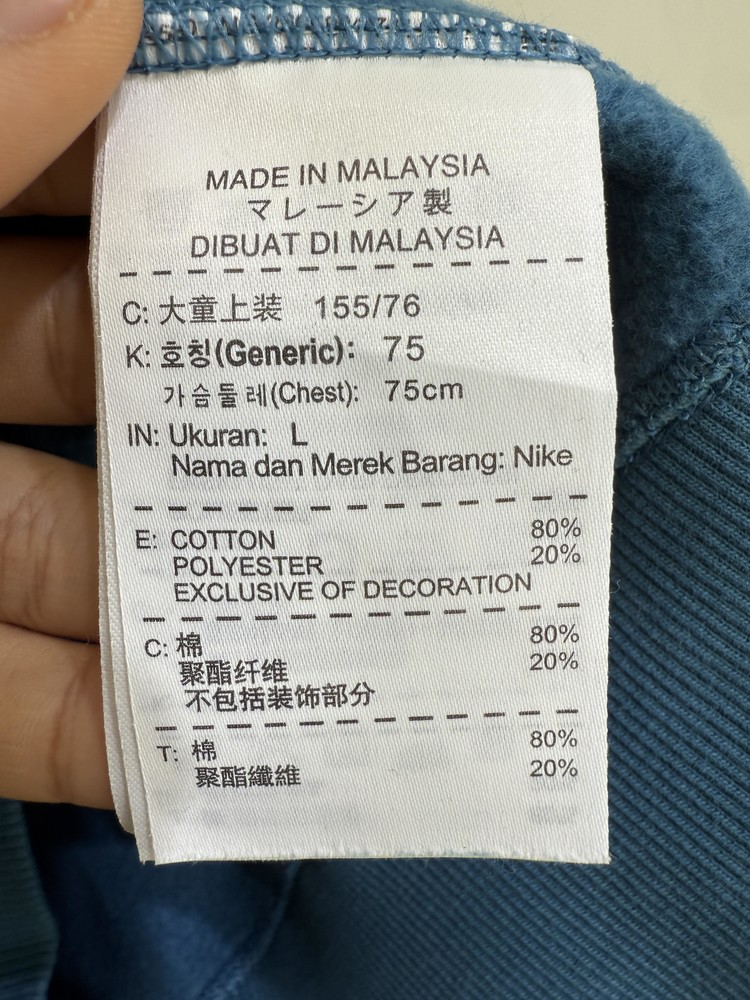 MADE IN MALAYSIA
マレーシア製
DIBUAT DI MALAYSIA
C: 大童上装 155/76
K: 호칭(Generic): 75
가슴둘레(Chest): 75cm
IN: Ukuran: L
Nama dan Merek Barang: Nike
E: COTTON 80%
POLYESTER 20%
EXCLUSIVE OF DECORATION
C: 棉 80%
聚酯纤维 20%
不包括装饰部分
T: 棉 80%
聚酯纖維 20%